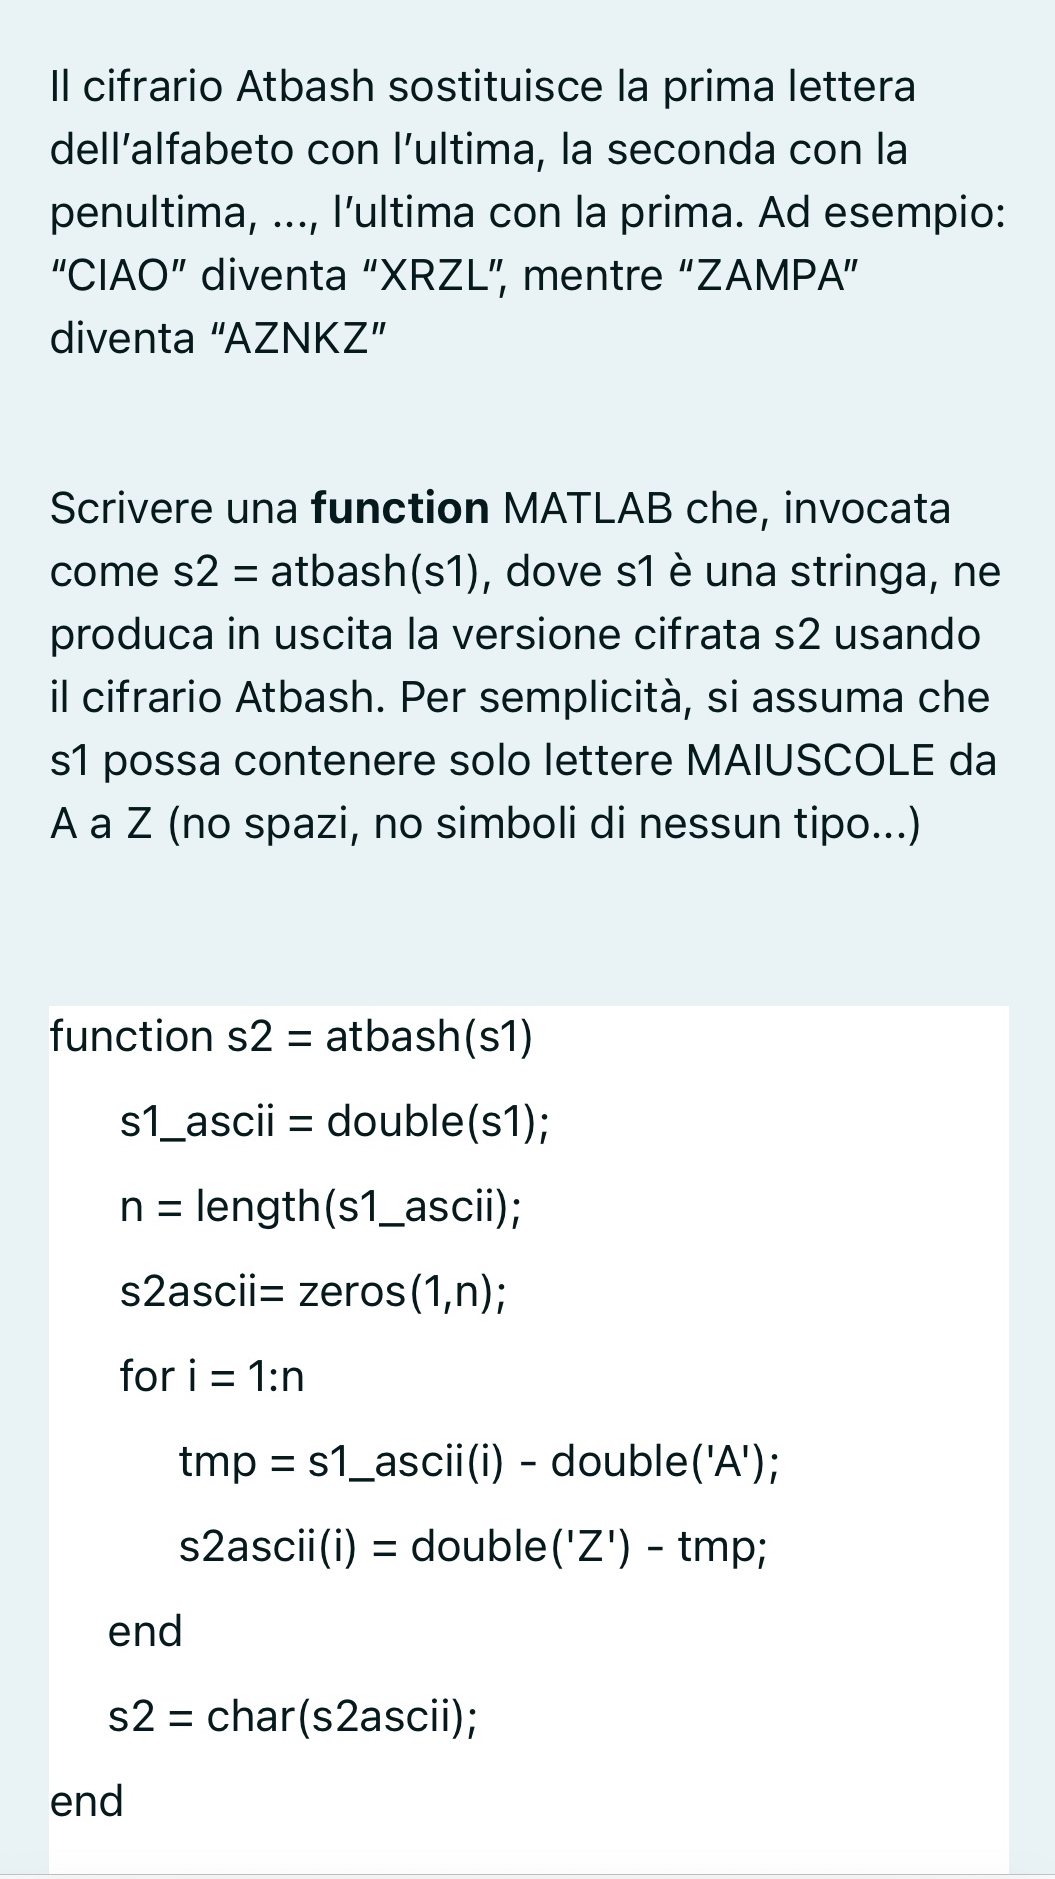 Il cifrario Atbash sostituisce la prima lettera
dell’alfabeto con l’ultima, la seconda con la
penultima, ..., l’ultima con la prima. Ad esempio:
“CIAO” diventa “XRZL”, mentre “ZAMPA”
diventa “AZNKZ”
Scrivere una function MATLAB che, invocata
come s2 = atbash(s1), dove s1 è una stringa, ne
produca in uscita la versione cifrata s2 usando
il cifrario Atbash. Per semplicità, si assuma che
s1 possa contenere solo lettere MAIUSCOLE da
A a Z (no spazi, no simboli di nessun tipo...)
function s2 = atbash(s1)
s1_ascii = double(s1);
n = length(s1_ascii);
s2ascii= zeros(1,n);
for i = 1:n
tmp = s1_ascii(i) - double('A');
s2ascii(i) = double('Z') - tmp;
end
s2 = char(s2ascii);
end